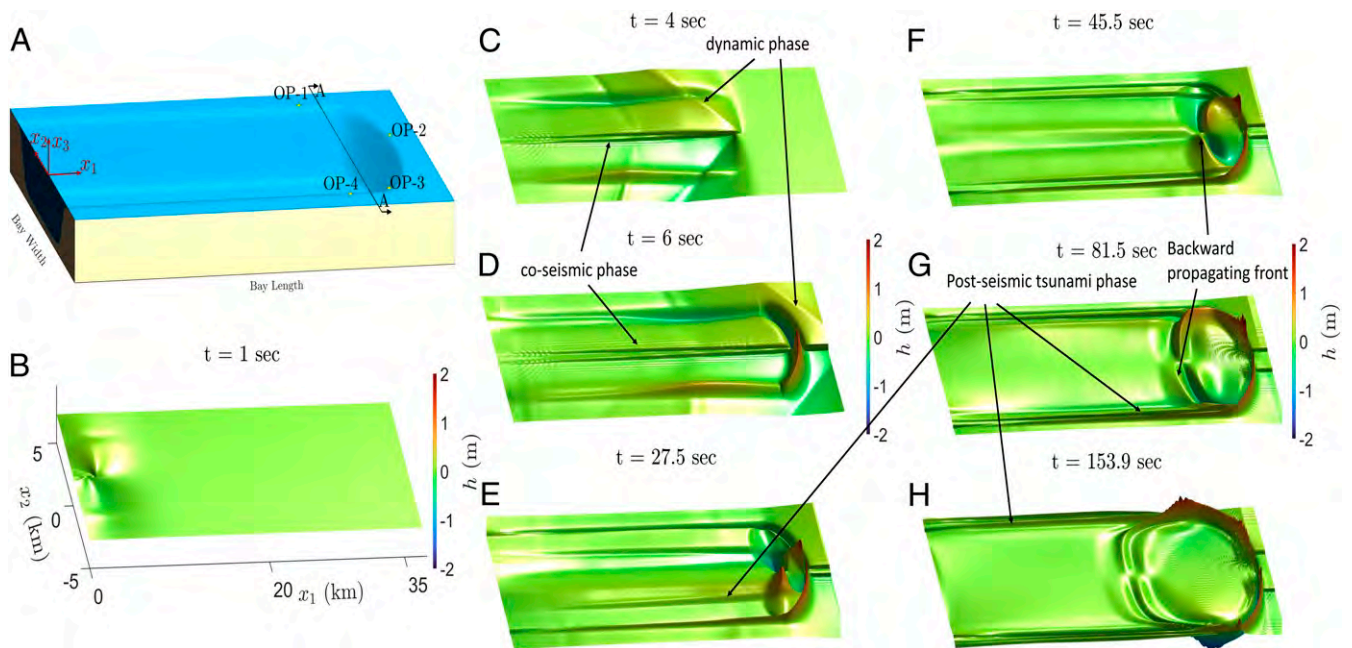 A
OP-1
A
OP-2
x₂
x₃
x₁
OP-4
OP-3
A
Bay Width
Bay Length
B
t = 1 sec
5
0
-5
x₂ (km)
0
20
35
x₁ (km)
2
1
0
-1
-2
h (m)
C
t = 4 sec
dynamic phase
D
t = 6 sec
co-seismic phase
2
1
0
-1
-2
h (m)
E
t = 27.5 sec
F
t = 45.5 sec
G
t = 81.5 sec
Backward
propagating front
Post-seismic tsunami phase
2
1
0
-1
-2
h (m)
H
t = 153.9 sec